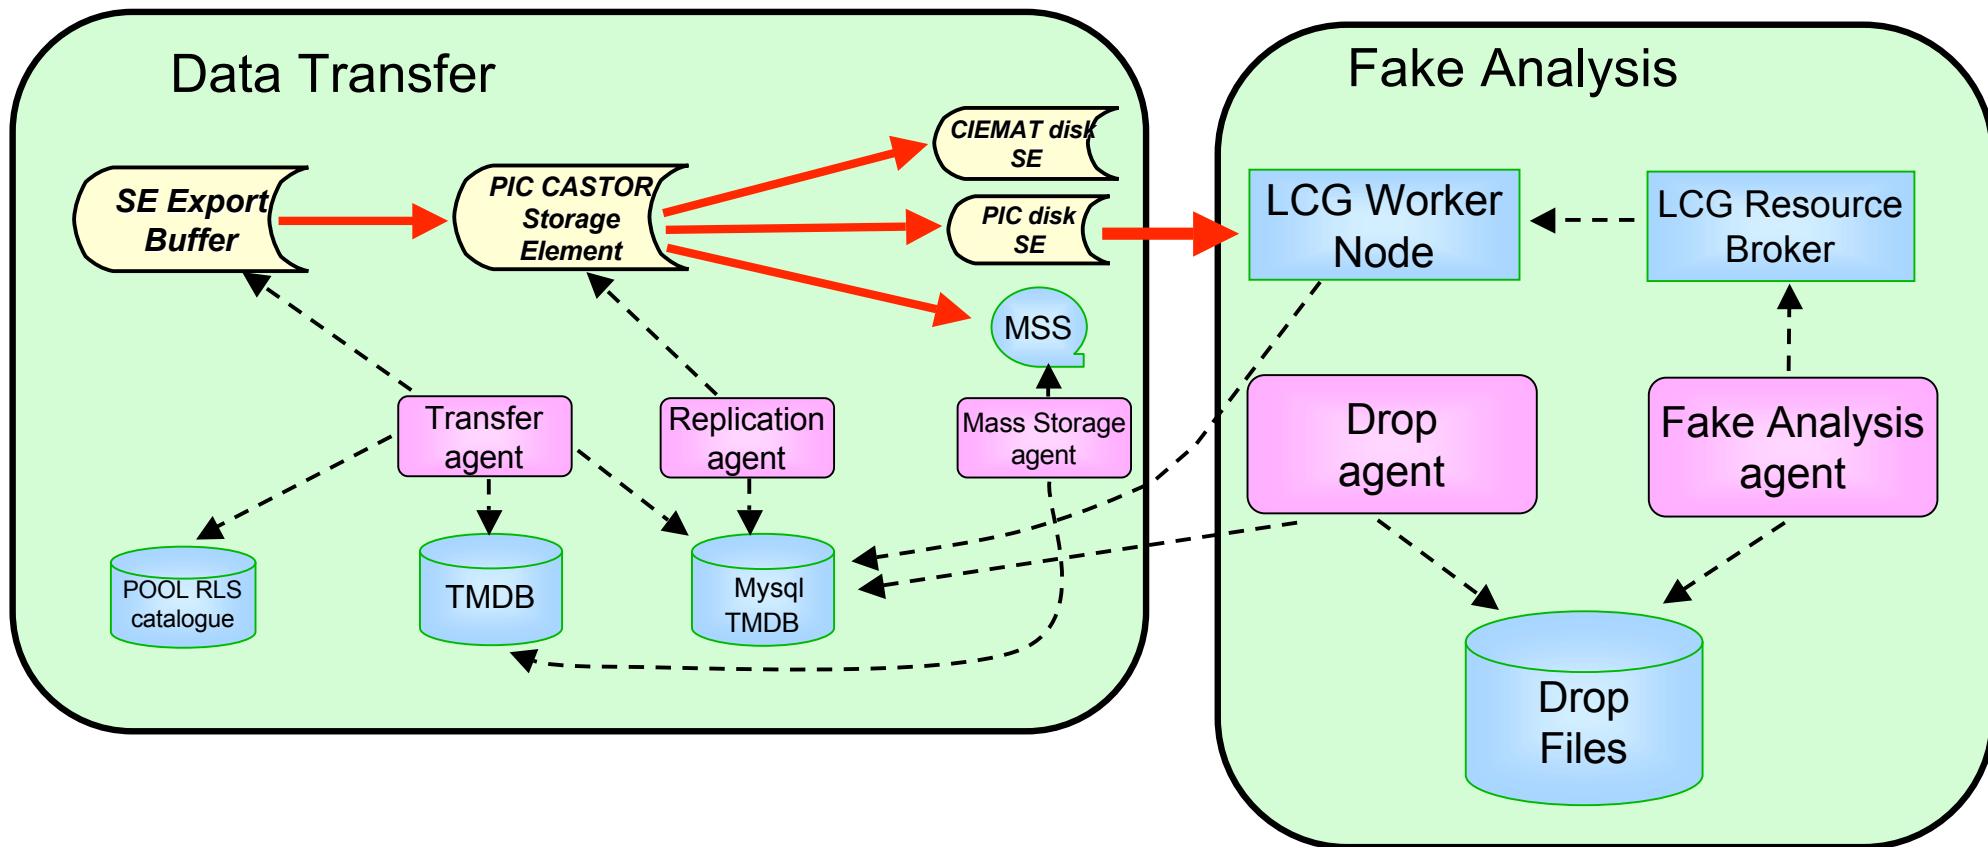 Data Transfer
SE Export
Buffer
PIC CASTOR
Storage
Element
CIEMAT disk
SE
PIC disk
SE
MSS
Transfer
agent
Replication
agent
Mass Storage
agent
POOL RLS
catalogue
TMDB
Mysql
TMDB
Fake Analysis
LCG Worker
Node
LCG Resource
Broker
Drop
agent
Fake Analysis
agent
Drop
Files